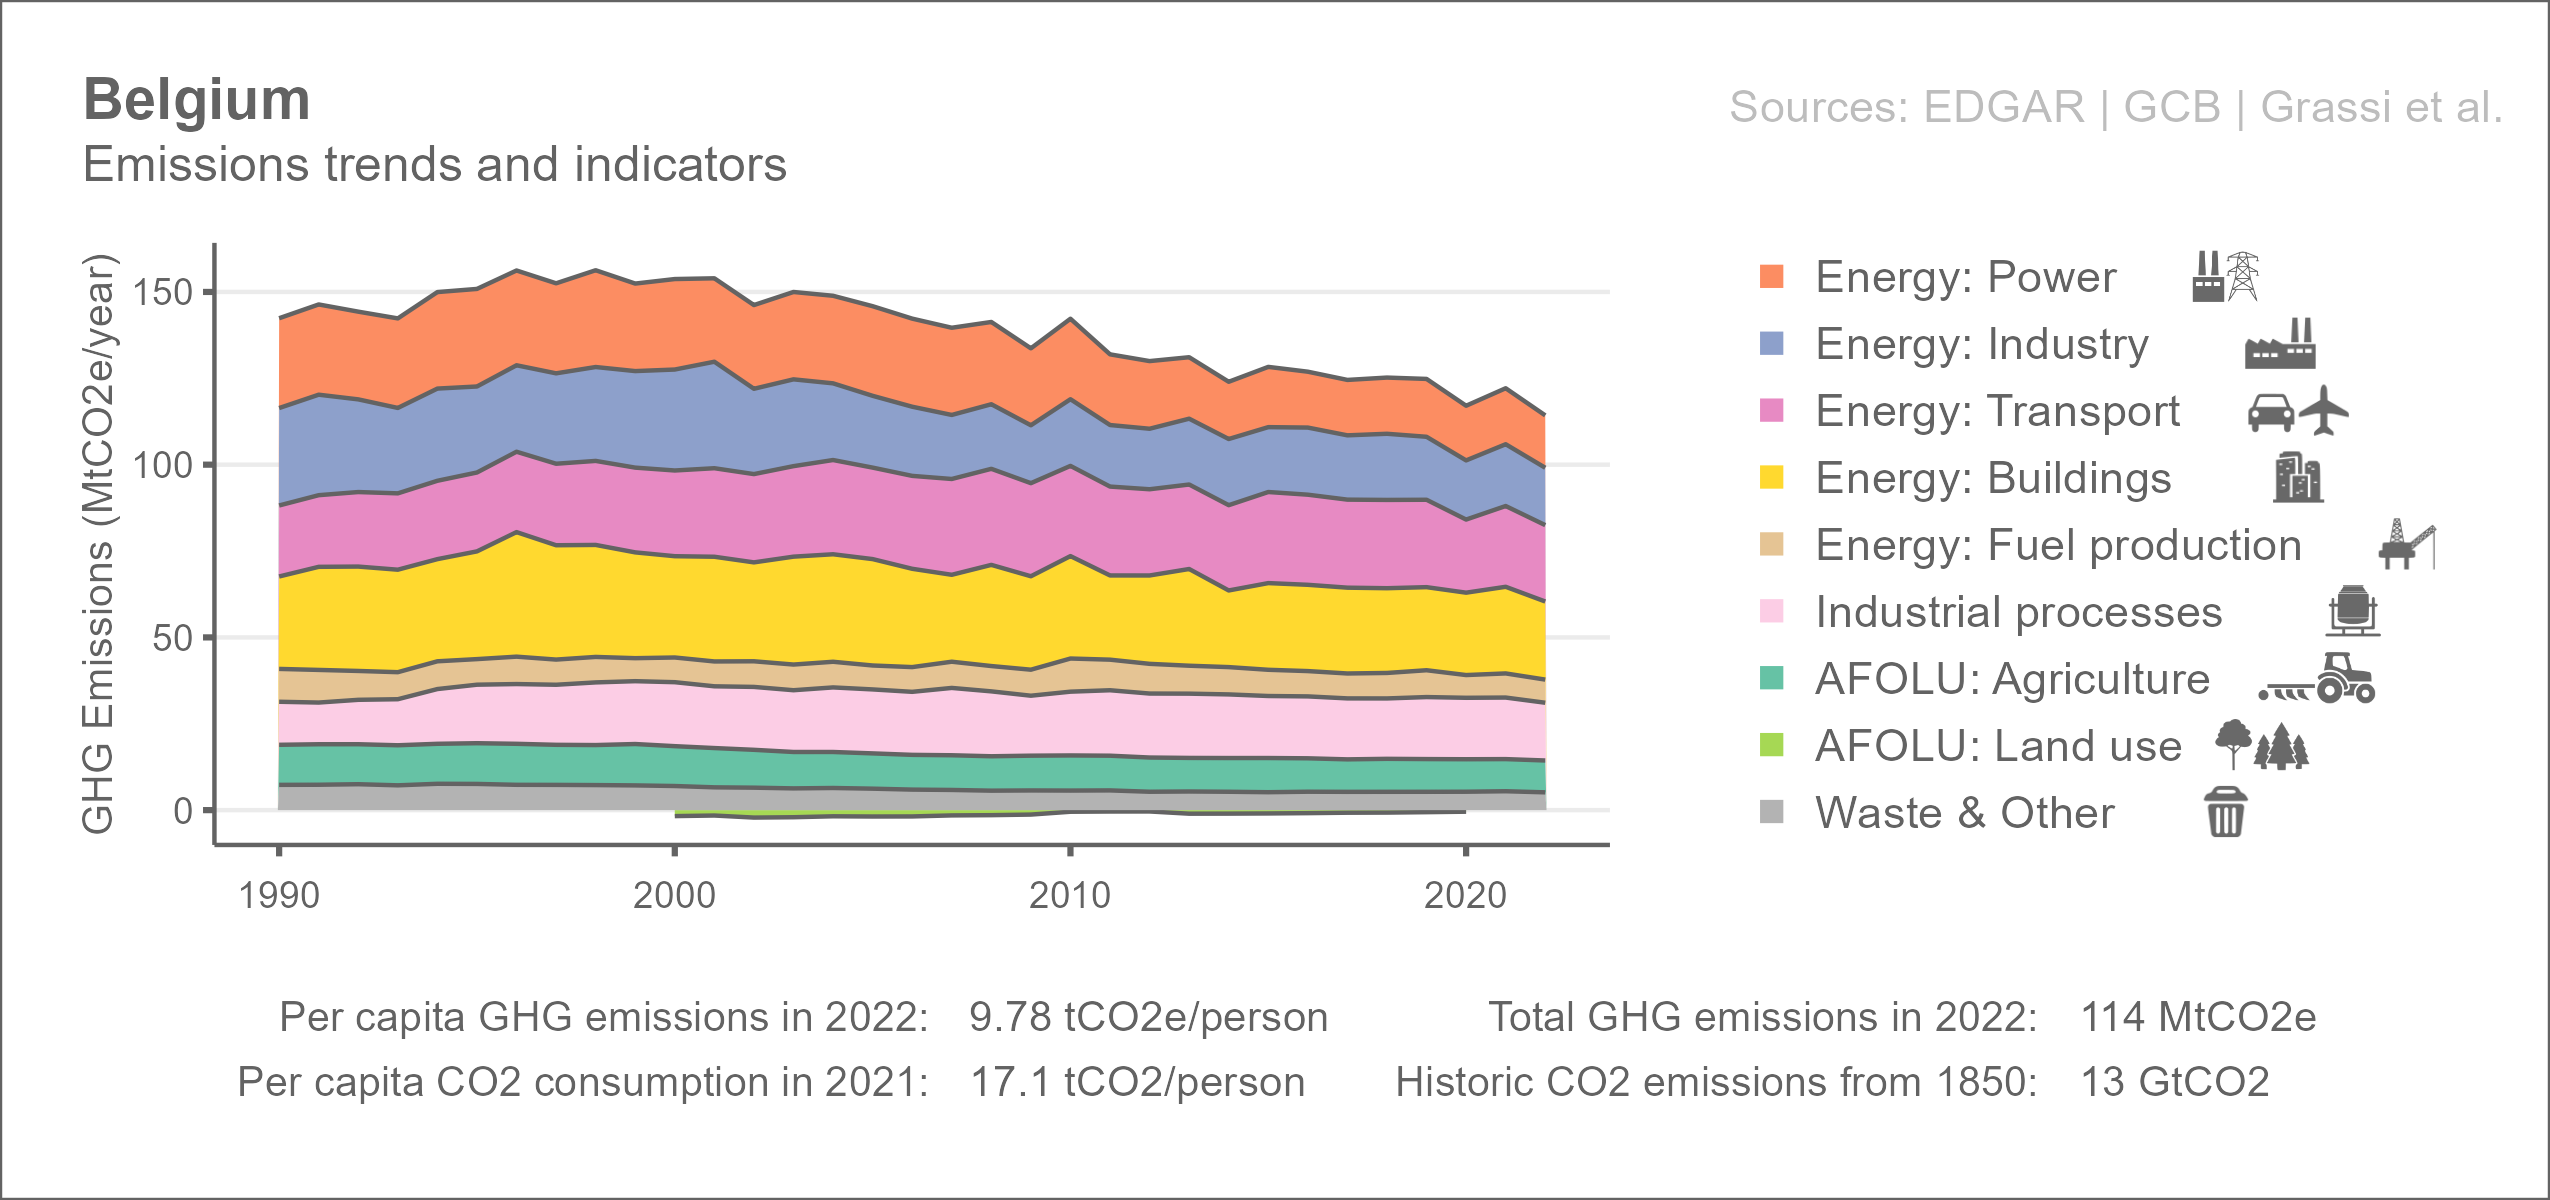 Belgium
Sources: EDGAR | GCB | Grassi et al.
Emissions trends and indicators
GHG Emissions (MtCO2e/year)
150
100
50
0
1990
2000
2010
2020
Energy: Power
Energy: Industry
Energy: Transport
Energy: Buildings
Energy: Fuel production
Industrial processes
AFOLU: Agriculture
AFOLU: Land use
Waste & Other
Per capita GHG emissions in 2022: 9.78 tCO2e/person
Total GHG emissions in 2022: 114 MtCO2e
Per capita CO2 consumption in 2021: 17.1 tCO2/person
Historic CO2 emissions from 1850: 13 GtCO2